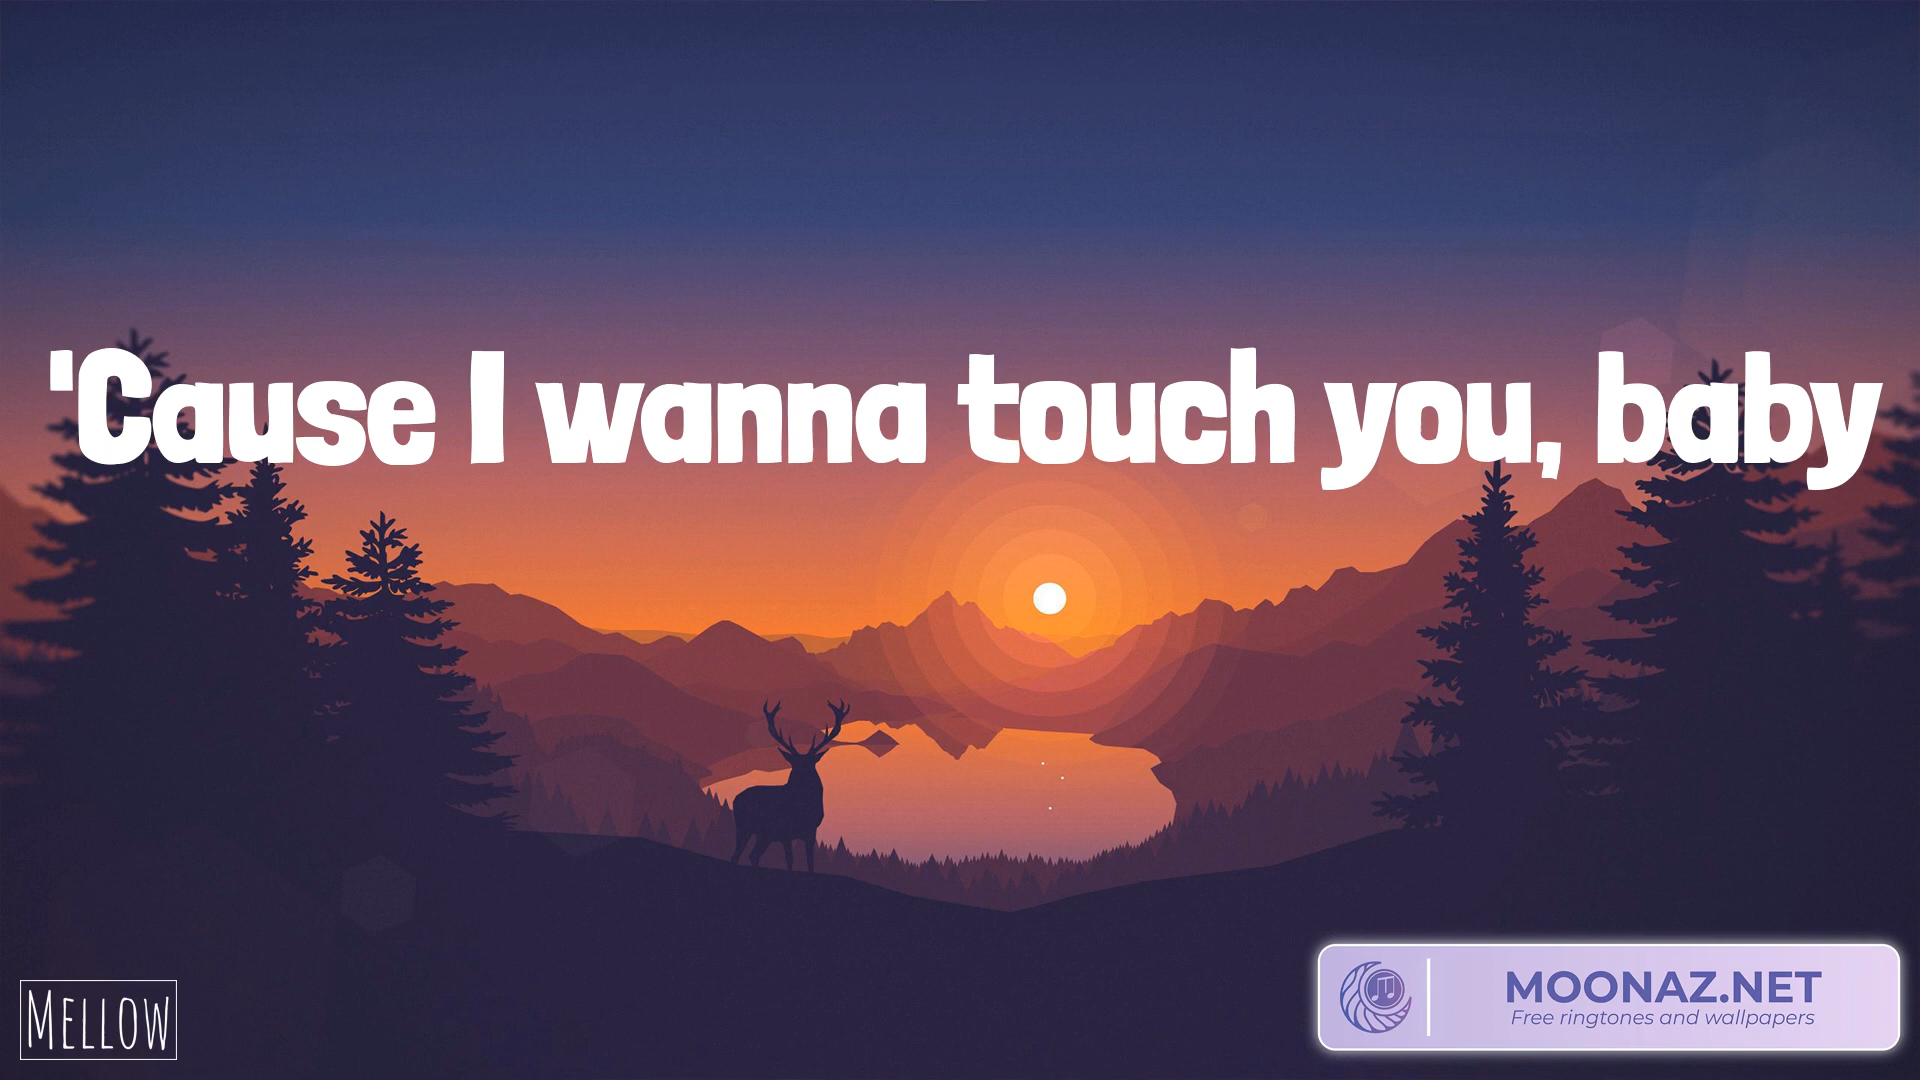 'Cause I wanna touch you, baby
MELLOW
MOONAZ.NET
Free ringtones and wallpapers